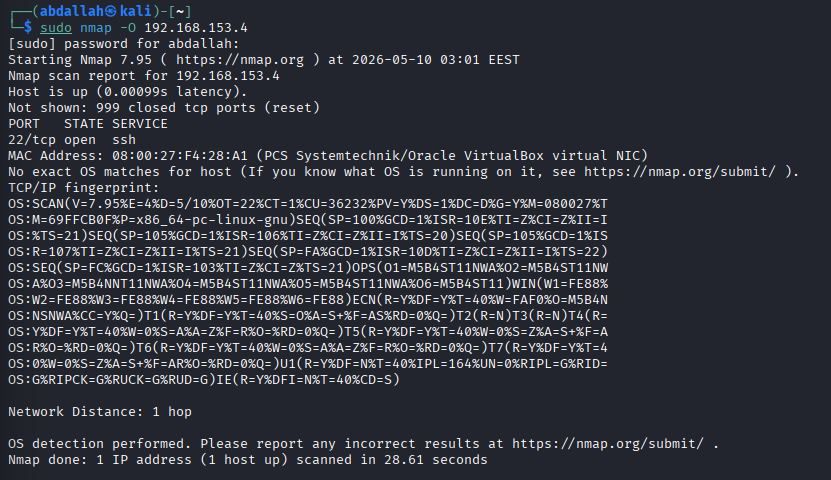 ┌──(abdallah㉿kali)-[~]
└─$ sudo nmap -O 192.168.153.4
[sudo] password for abdallah:
Starting Nmap 7.95 ( https://nmap.org ) at 2026-05-10 03:01 EEST
Nmap scan report for 192.168.153.4
Host is up (0.00099s latency).
Not shown: 999 closed tcp ports (reset)
PORT   STATE SERVICE
22/tcp open  ssh
MAC Address: 08:00:27:F4:28:A1 (PCS Systemtechnik/Oracle VirtualBox virtual NIC)
No exact OS matches for host (If you know what OS is running on it, see https://nmap.org/submit/ ).
TCP/IP fingerprint:
OS:SCAN(V=7.95%E=4%D=5/10%OT=22%CT=1%CU=36232%PV=Y%DS=1%DC=D%G=Y%M=080027%T
OS:M=69FFCB0F%P=x86_64-pc-linux-gnu)SEQ(SP=100%GCD=1%ISR=10E%TI=Z%CI=Z%II=I
OS:%TS=21)SEQ(SP=105%GCD=1%ISR=106%TI=Z%CI=Z%II=I%TS=20)SEQ(SP=105%GCD=1%IS
OS:R=107%TI=Z%CI=Z%II=I%TS=21)SEQ(SP=FA%GCD=1%ISR=10D%TI=Z%CI=Z%II=I%TS=22)
OS:SEQ(SP=FC%GCD=1%ISR=103%TI=Z%CI=Z%TS=21)OPS(O1=M5B4ST11NWA%O2=M5B4ST11NW
OS:A%O3=M5B4NNT11NWA%O4=M5B4ST11NWA%O5=M5B4ST11NWA%O6=M5B4ST11)WIN(W1=FE88%
OS:W2=FE88%W3=FE88%W4=FE88%W5=FE88%W6=FE88)ECN(R=Y%DF=Y%T=40%W=FAF0%O=M5B4N
OS:NSNWA%CC=Y%Q=)T1(R=Y%DF=Y%T=40%S=O%A=S+%F=AS%RD=0%Q=)T2(R=N)T3(R=N)T4(R=
OS:Y%DF=Y%T=40%W=0%S=A%A=Z%F=R%O=%RD=0%Q=)T5(R=Y%DF=Y%T=40%W=0%S=Z%A=S+%F=A
OS:R%O=%RD=0%Q=)T6(R=Y%DF=Y%T=40%W=0%S=A%A=Z%F=R%O=%RD=0%Q=)T7(R=Y%DF=Y%T=4
OS:0%W=0%S=Z%A=S+%F=AR%O=%RD=0%Q=)U1(R=Y%DF=N%T=40%IPL=164%UN=0%RIPL=G%RID=
OS:G%RIPCK=G%RUCK=G%RUD=G)IE(R=Y%DFI=N%T=40%CD=S)

Network Distance: 1 hop

OS detection performed. Please report any incorrect results at https://nmap.org/submit/ .
Nmap done: 1 IP address (1 host up) scanned in 28.61 seconds